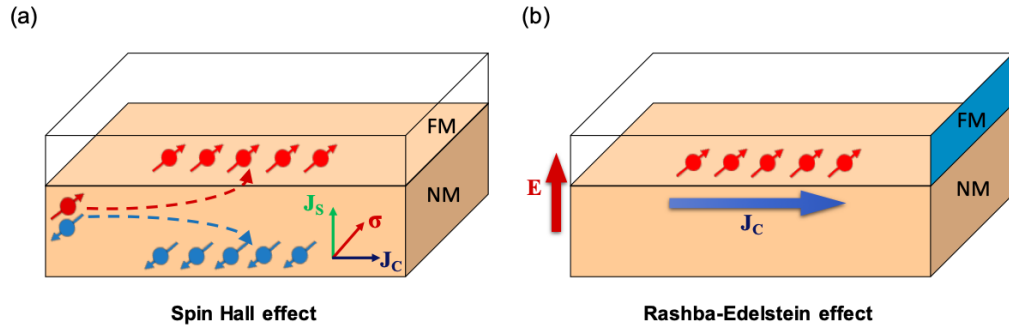 (a)
FM
NM
J_S
σ
J_C
Spin Hall effect
(b)
FM
NM
E
J_C
Rashba-Edelstein effect